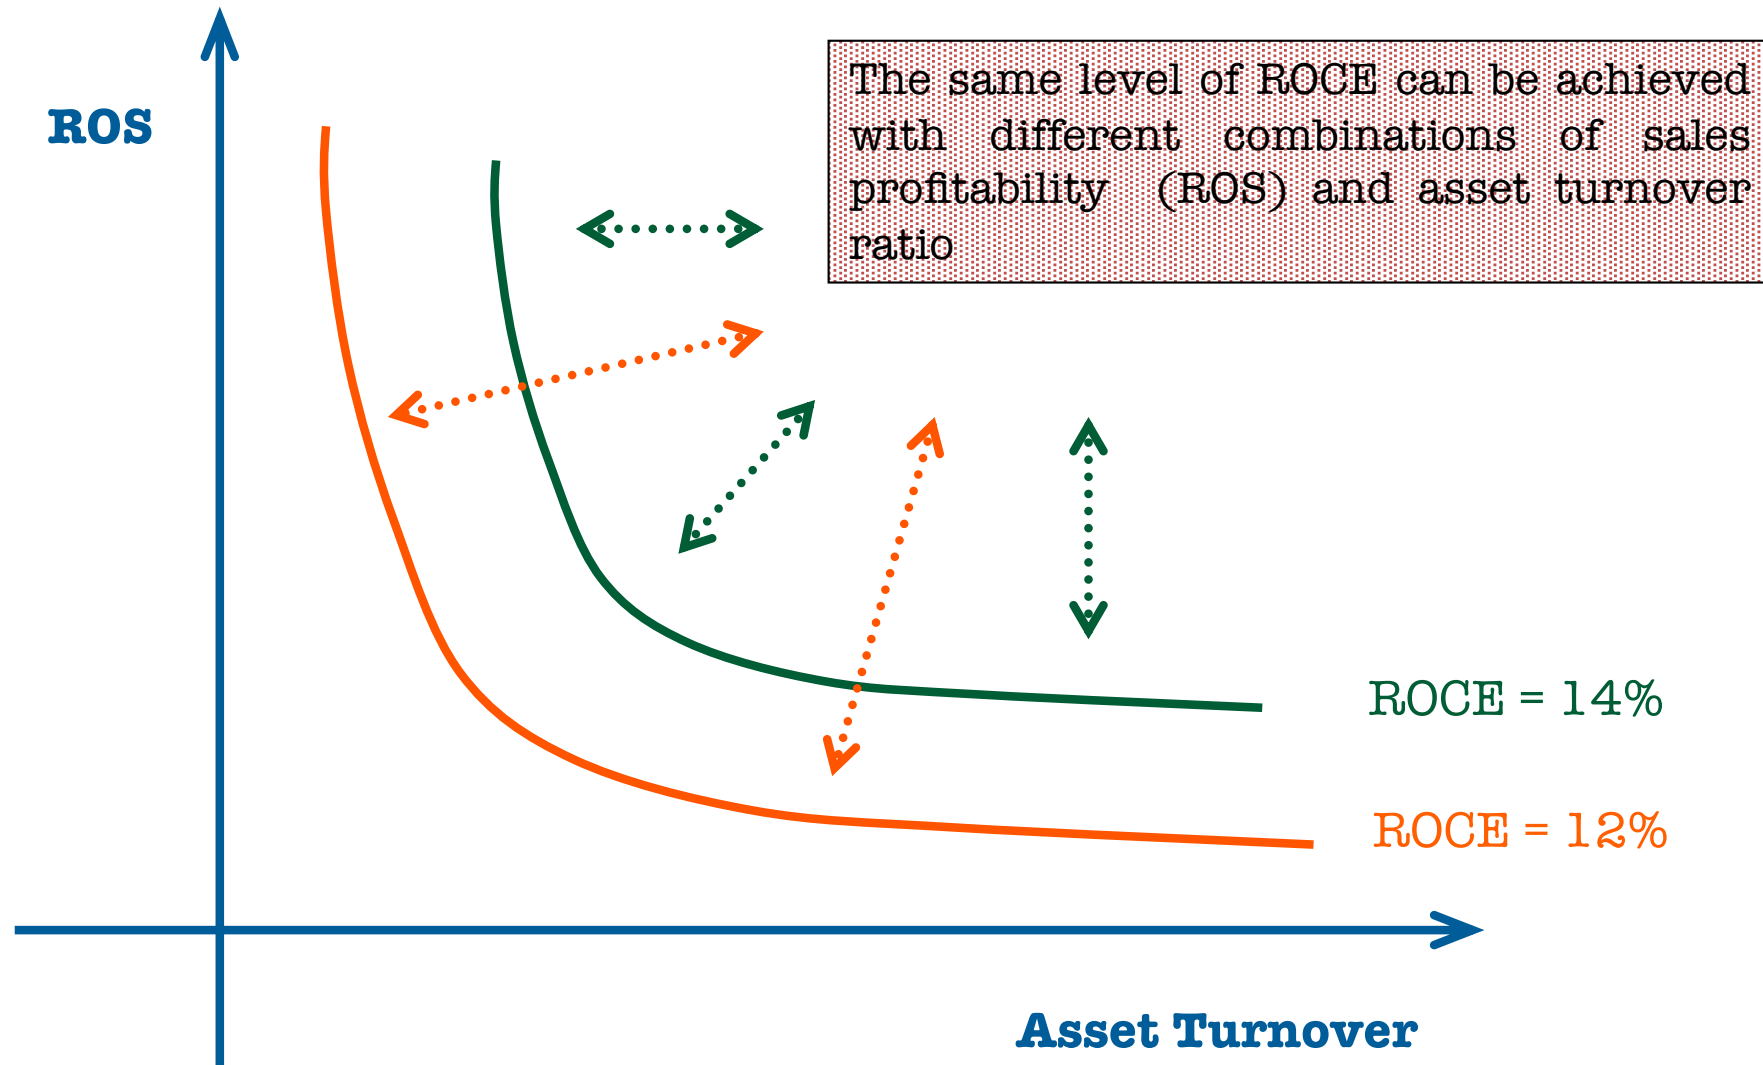 ROS
The same level of ROCE can be achieved
with different combinations of sales
profitability (ROS) and asset turnover
ratio
ROCE = 14%
ROCE = 12%
Asset Turnover